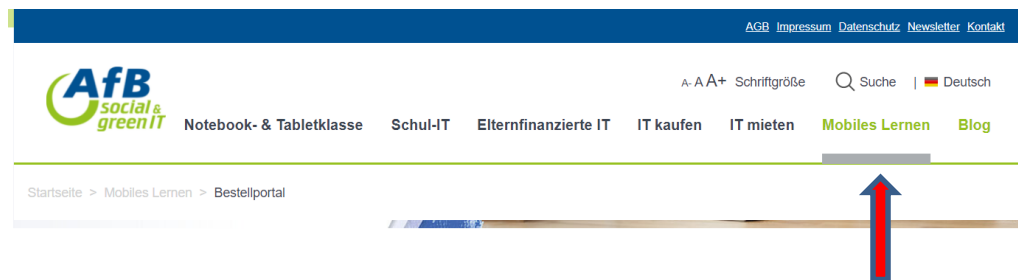 AGB Impressum Datenschutz Newsletter Kontakt
AfB
social &
green IT
A- A A+ Schriftgröße Suche | Deutsch
Notebook- & Tabletklasse Schul-IT Elternfinanzierte IT IT kaufen IT mieten Mobiles Lernen Blog
Startseite > Mobiles Lernen > Bestellportal